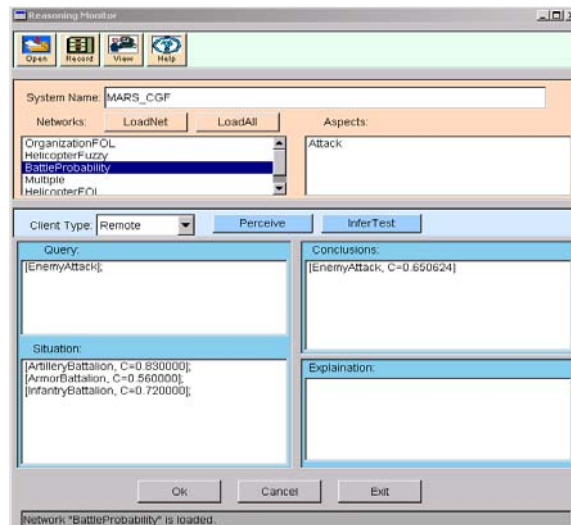 Reasoning Monitor
Open Record View Help
System Name: MARS_CGF
Networks: LoadNet LoadAll Aspects:
OrganizationFOL
HelicopterFuzzy
BattleProbability
Multiple
HelicopterFOL
Attack
Client Type: Remote Perceive InferTest
Query:
[EnemyAttack];
Conclusions:
[EnemyAttack, C=0.650624]
Situation:
[ArtilleryBattalion, C=0.830000];
[ArmorBattalion, C=0.560000];
[InfantryBattalion, C=0.720000];
Explaination:
Ok Cancel Exit
Network "BattleProbability" is loaded.